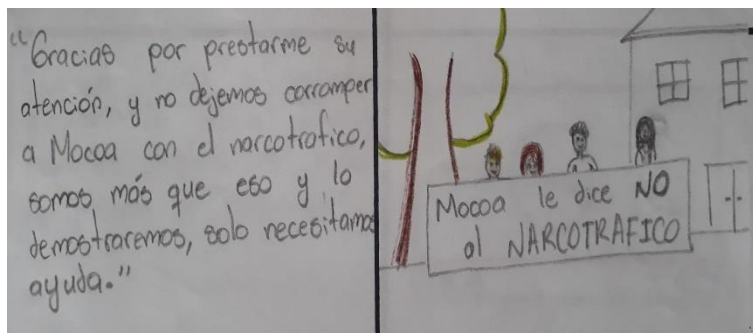 "Gracias por prestarme su
atención, y no dejemos corromper
a Mocoa con el narcotrafico,
somos más que eso y lo
demostraremos, solo necesitamos
ayuda."
Mocoa le dice NO
al NARCOTRAFICO